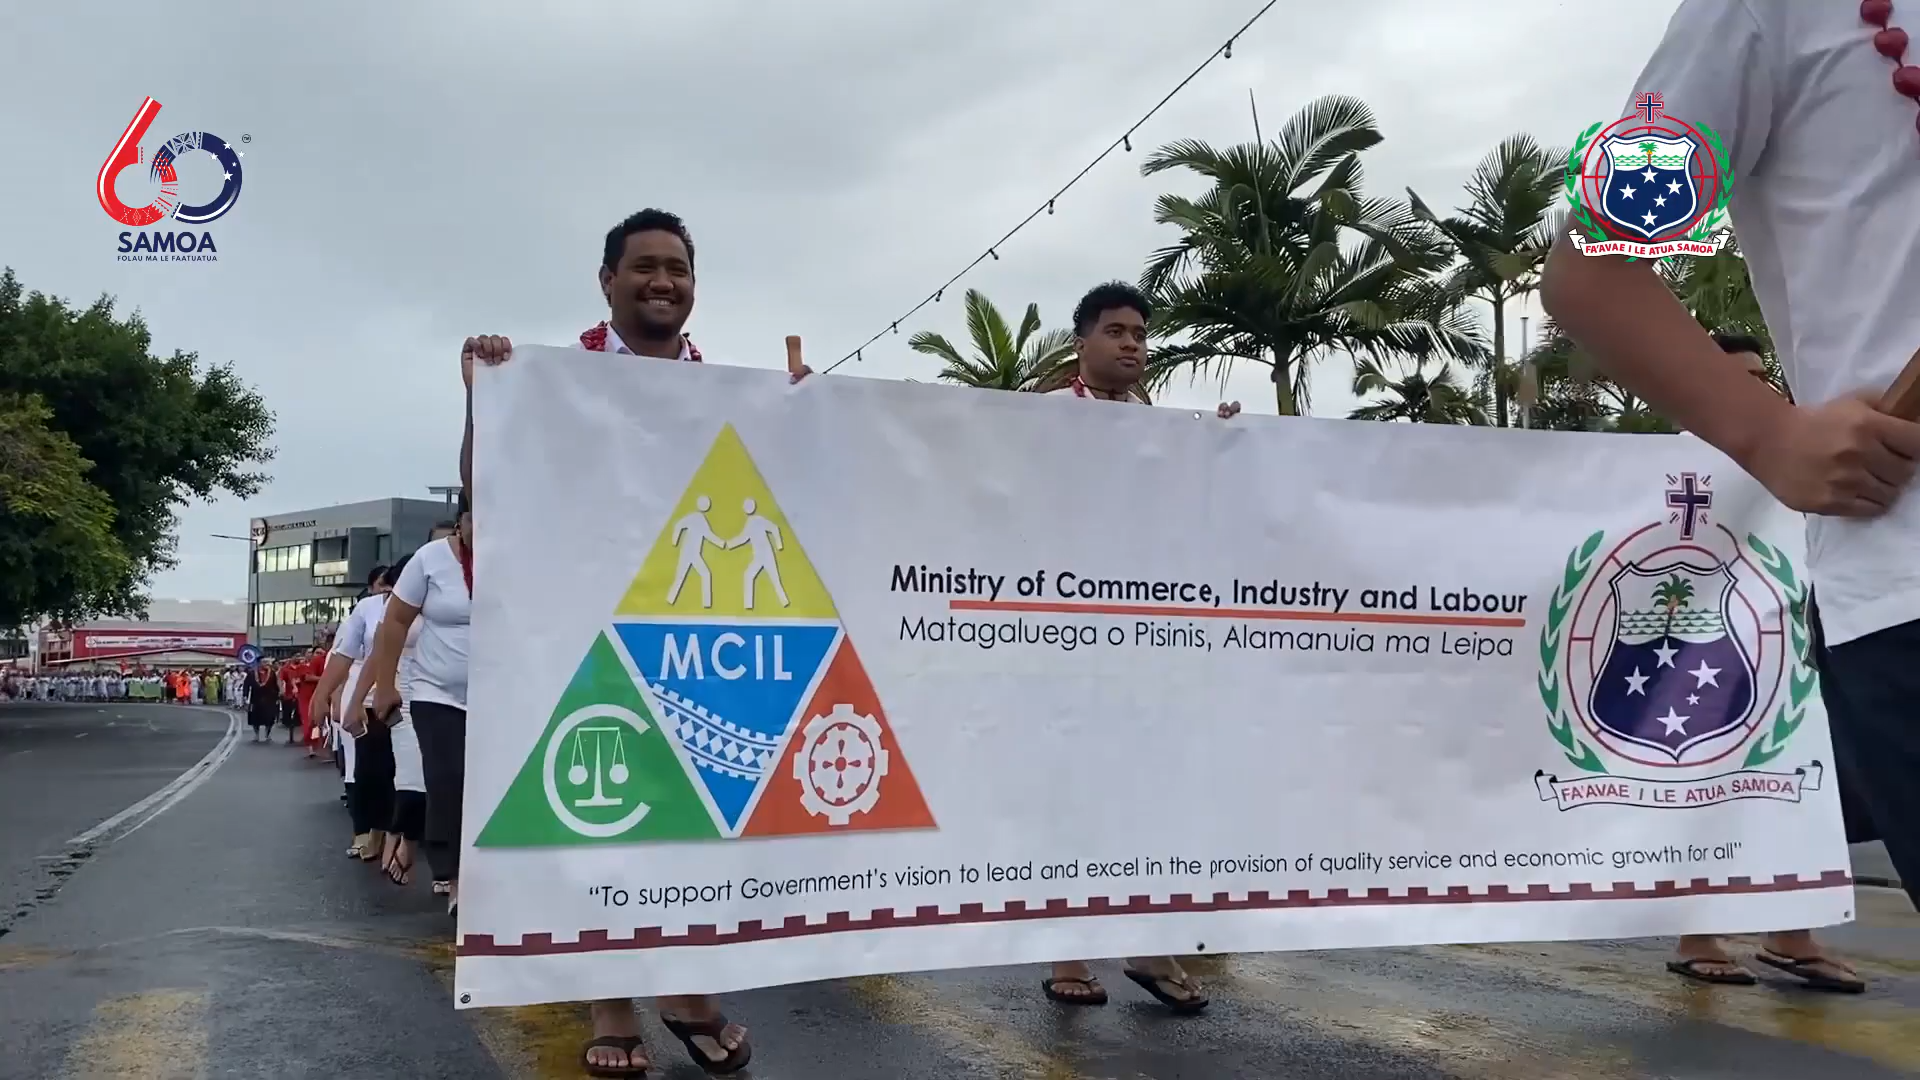 60
SAMOA
FOLAU MA LE FAATUATUA
FA'AVAE I LE ATUA SAMOA
MCIL
Ministry of Commerce, Industry and Labour
Matagaluega o Pisinis, Alamanuia ma Leipa
FA'AVAE I LE ATUA SAMOA
"To support Government's vision to lead and excel in the provision of quality service and economic growth for all"